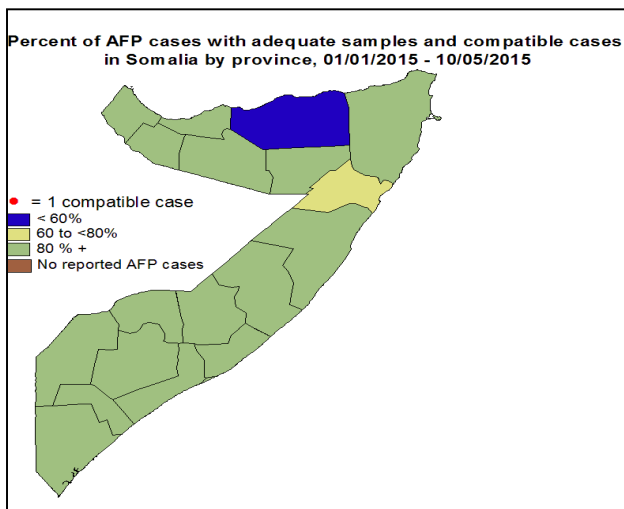 Percent of AFP cases with adequate samples and compatible cases
in Somalia by province, 01/01/2015 - 10/05/2015
= 1 compatible case
< 60%
60 to <80%
80 % +
No reported AFP cases